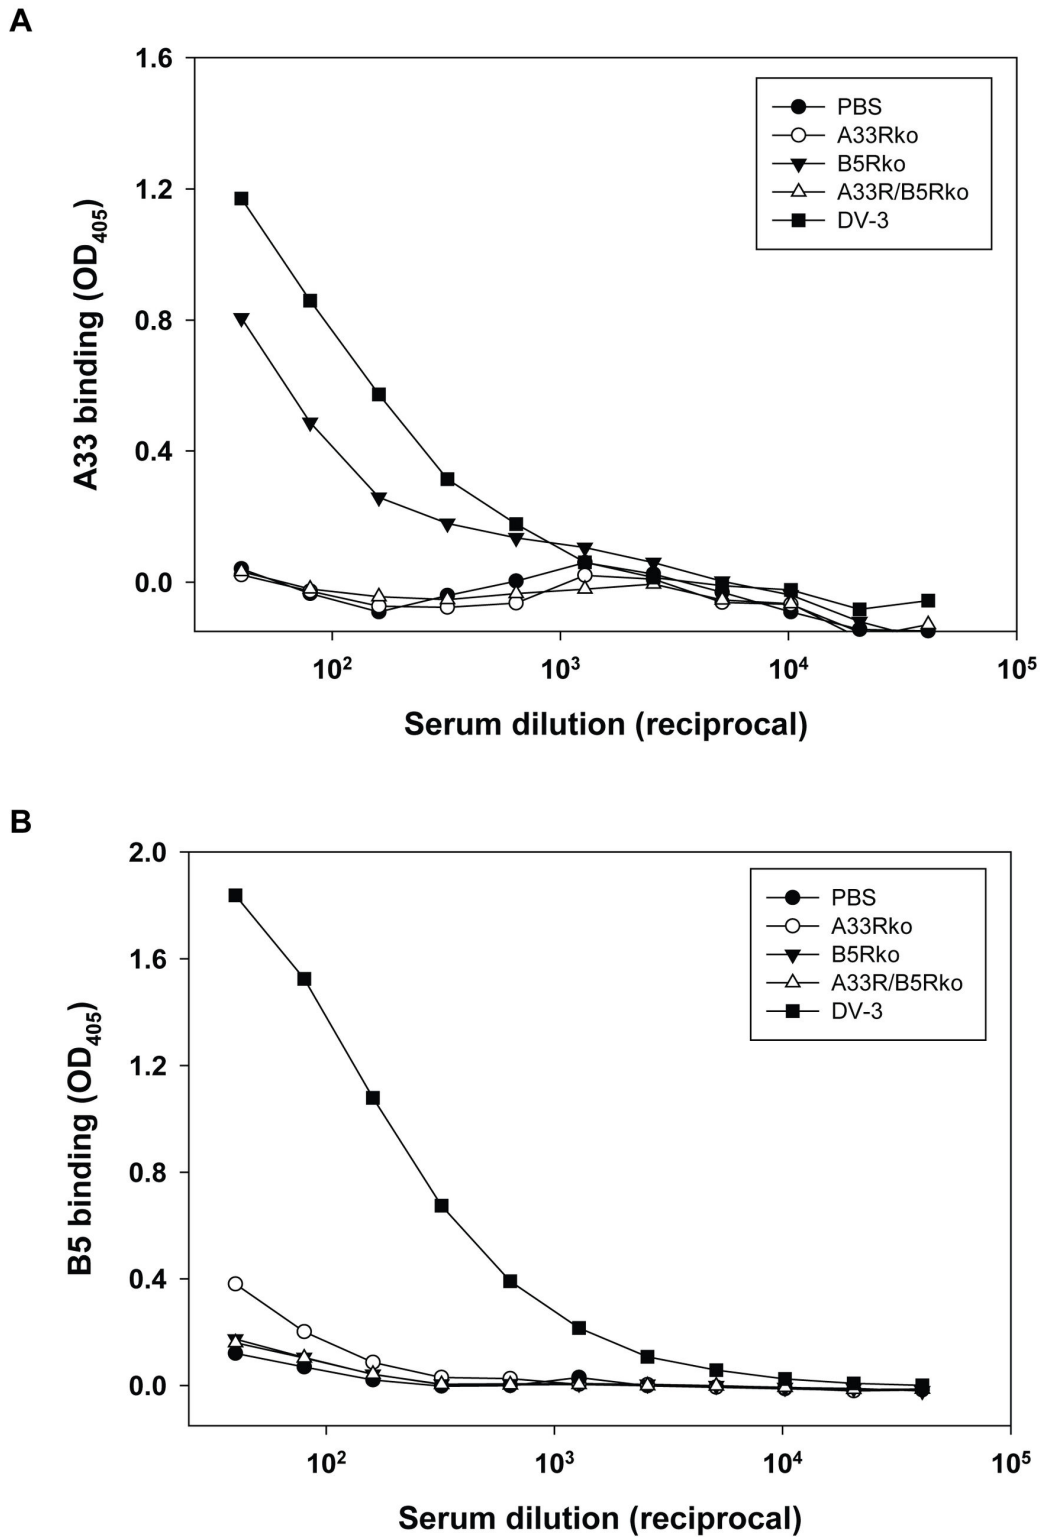 A
1.6
1.2
0.8
0.4
0.0
A33 binding (OD405)
PBS
A33Rko
B5Rko
A33R/B5Rko
DV-3
10² 10³ 10⁴ 10⁵
Serum dilution (reciprocal)
B
2.0
1.6
1.2
0.8
0.4
0.0
B5 binding (OD405)
PBS
A33Rko
B5Rko
A33R/B5Rko
DV-3
10² 10³ 10⁴ 10⁵
Serum dilution (reciprocal)